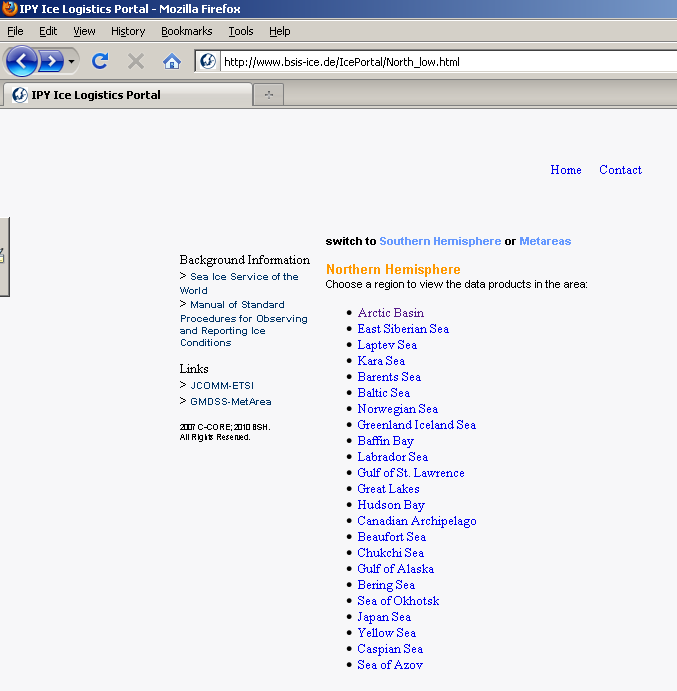 IPY Ice Logistics Portal - Mozilla Firefox
File Edit View History Bookmarks Tools Help
http://www.bsis-ice.de/IcePortal/North_low.html
IPY Ice Logistics Portal
Home Contact
switch to Southern Hemisphere or Metareas
Background Information
> Sea Ice Service of the
World
> Manual of Standard
Procedures for Observing
and Reporting Ice
Conditions
Links
> JCOMM-ETSI
> GMDSS-MetArea
2007 C-CORE; 2010 BSH.
All Rights Reserved.
Northern Hemisphere
Choose a region to view the data products in the area:
• Arctic Basin
• East Siberian Sea
• Laptev Sea
• Kara Sea
• Barents Sea
• Baltic Sea
• Norwegian Sea
• Greenland Iceland Sea
• Baffin Bay
• Labrador Sea
• Gulf of St. Lawrence
• Great Lakes
• Hudson Bay
• Canadian Archipelago
• Beaufort Sea
• Chukchi Sea
• Gulf of Alaska
• Bering Sea
• Sea of Okhotsk
• Japan Sea
• Yellow Sea
• Caspian Sea
• Sea of Azov